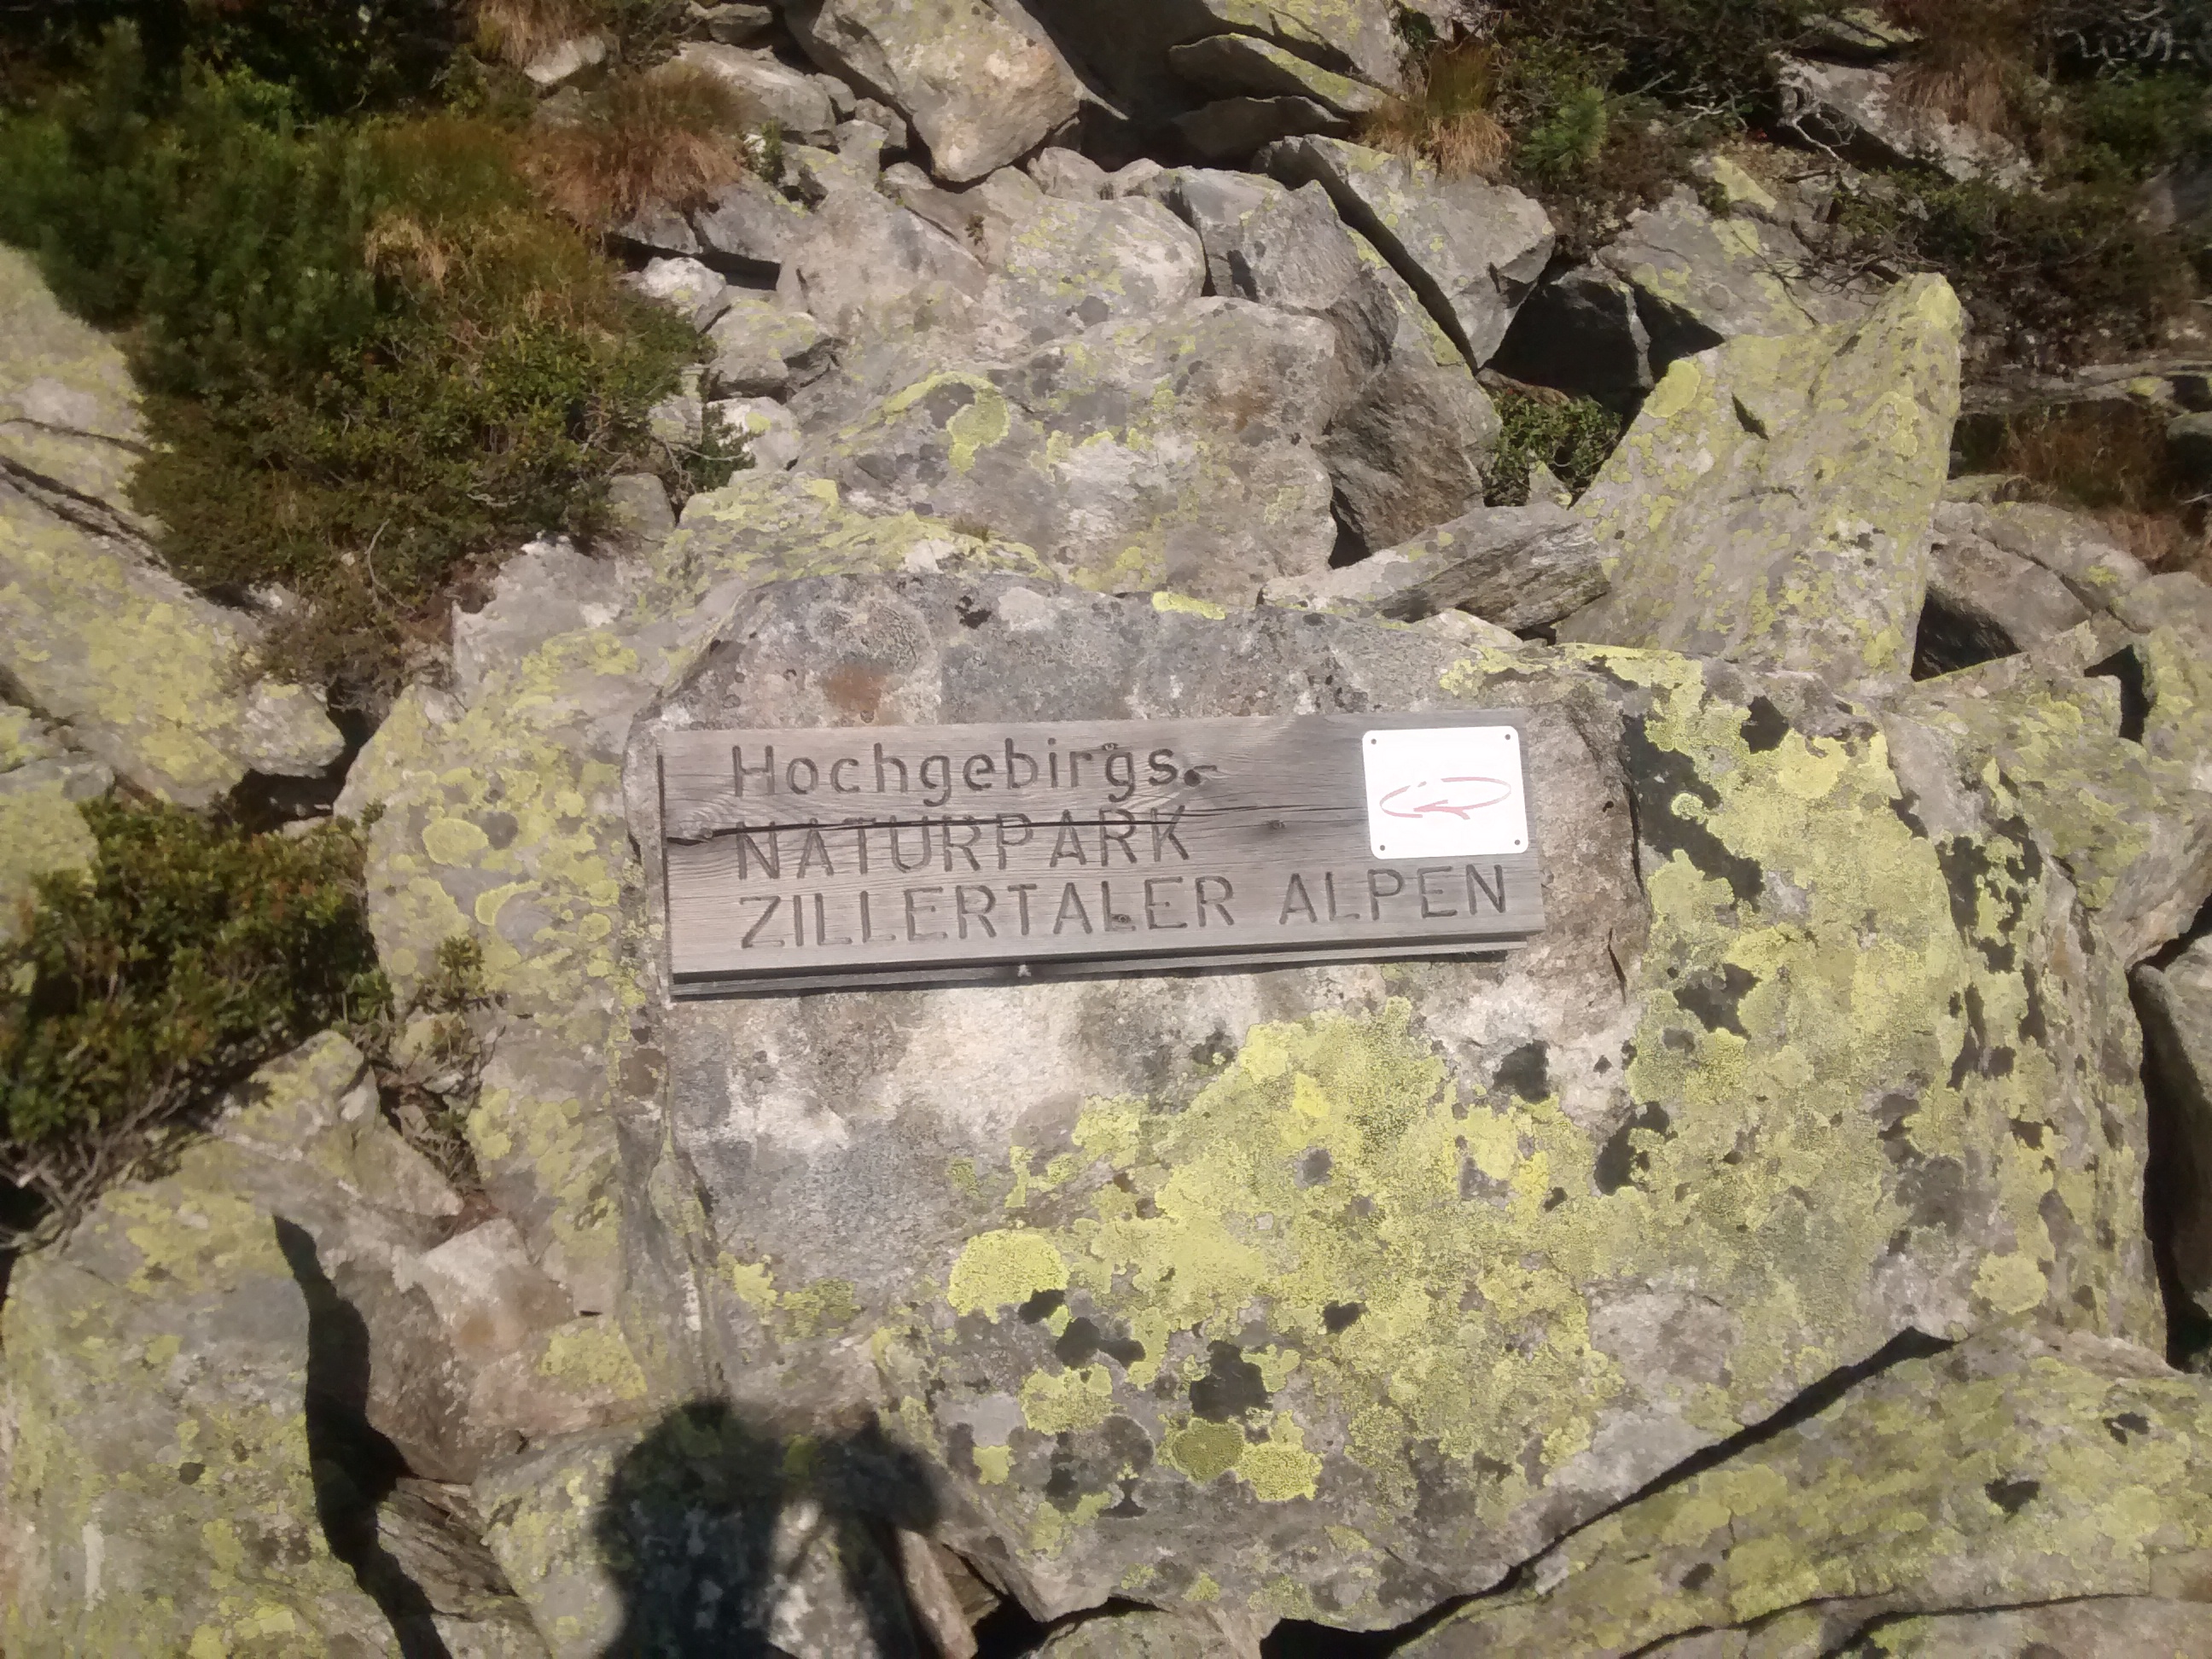 Hochgebirgs-
NATURPARK
ZILLERTALER ALPEN